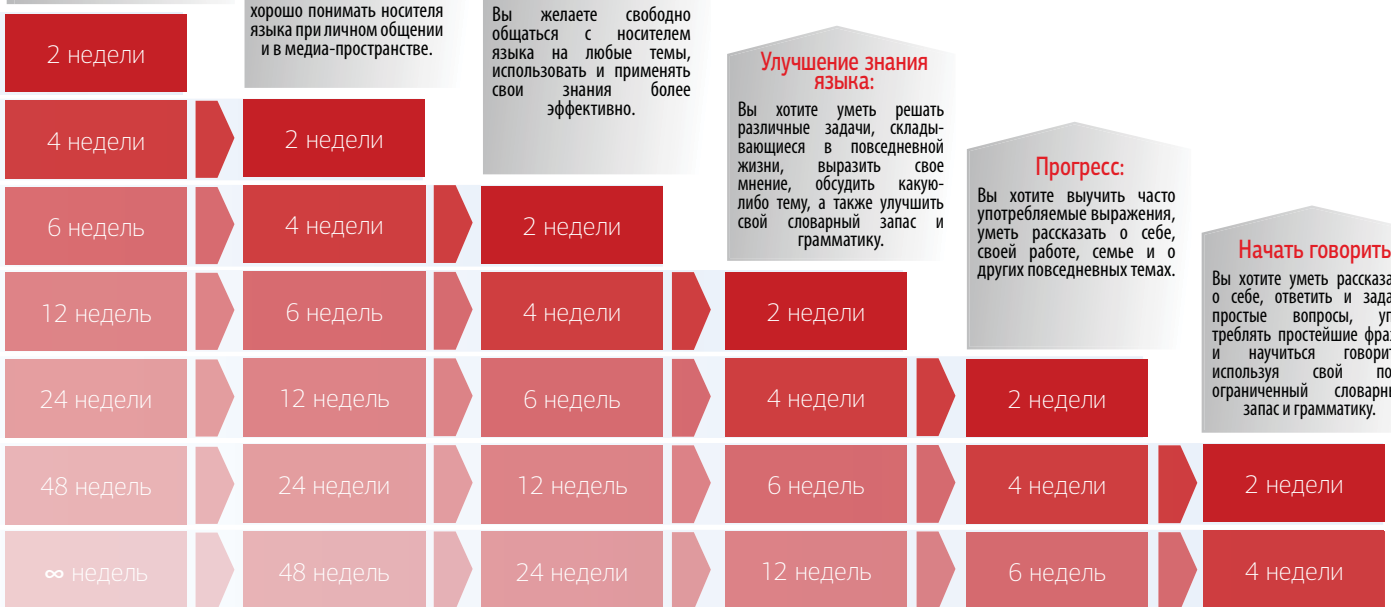 хорошо понимать носителя
языка при личном общении
и в медиа-пространстве.
Вы желаете свободно
общаться с носителем
языка на любые темы,
использовать и применять
свои знания более
эффективно.
Улучшение знания
языка:
Вы хотите уметь решать
различные задачи, склады-
вающиеся в повседневной
жизни, выразить свое
мнение, обсудить какую-
либо тему, а также улучшить
свой словарный запас и
грамматику.
Прогресс:
Вы хотите выучить часто
употребляемые выражения,
уметь рассказать о себе,
своей работе, семье и о
других повседневных темах.
Начать говорить
Вы хотите уметь рассказа
о себе, ответить и зада
простые вопросы, уп
треблять простейшие фраз
и научиться говорит
используя свой по
ограниченный словарны
запас и грамматику.
2 недели
4 недели 2 недели
6 недель 4 недели 2 недели
12 недель 6 недель 4 недели 2 недели
24 недели 12 недель 6 недель 4 недели 2 недели
48 недель 24 недели 12 недель 6 недель 4 недели 2 недели
∞ недель 48 недель 24 недели 12 недель 6 недель 4 недели